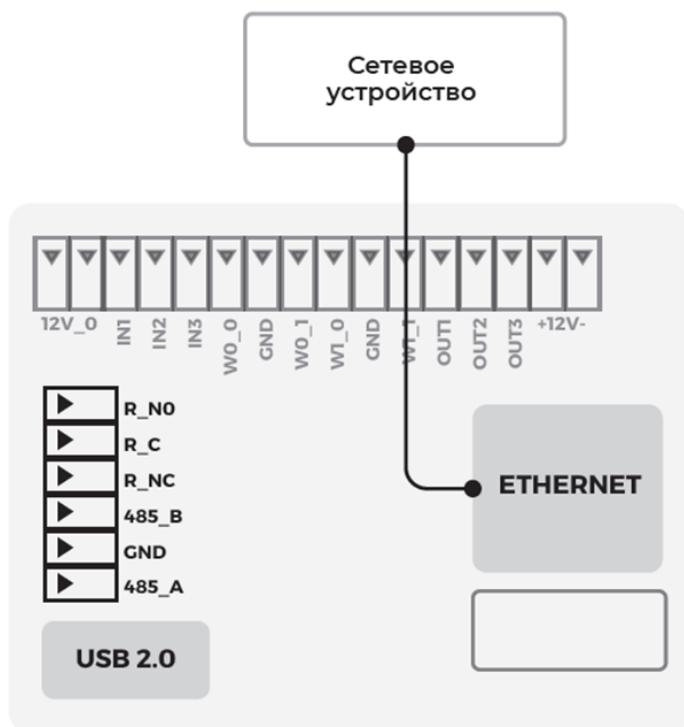 Сетевое
устройство
12V_0
IN1
IN2
IN3
W0_0
GND
W0_1
W1_0
GND
W1_1
OUT1
OUT2
OUT3
+12V-
R_N0
R_C
R_NC
485_B
GND
485_A
ETHERNET
USB 2.0